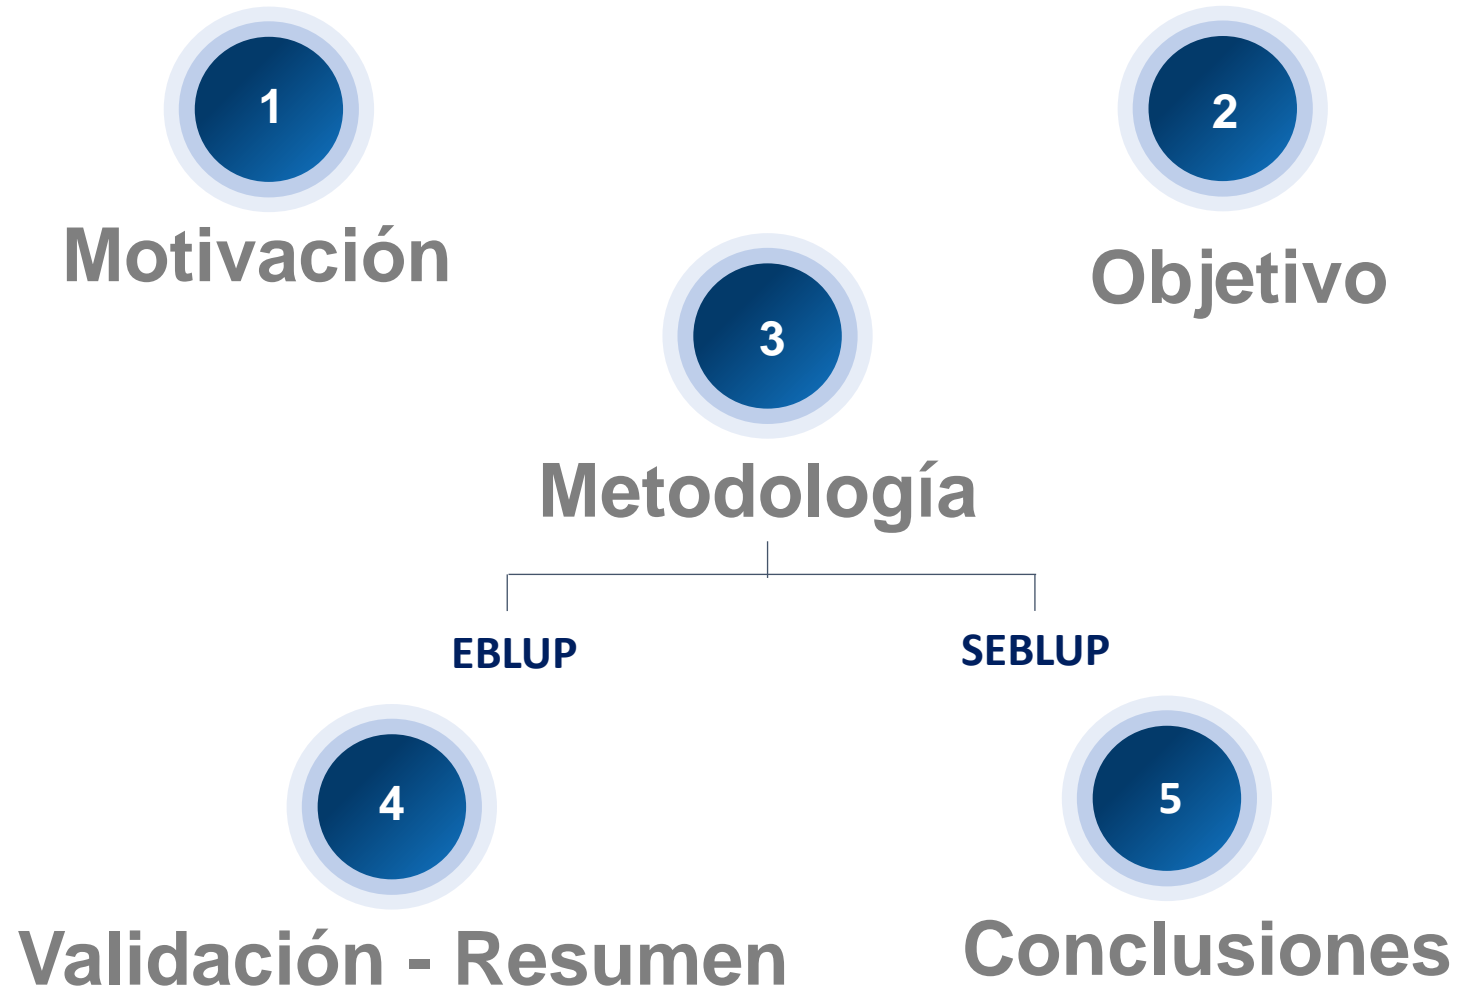 1
Motivación
2
Objetivo
3
Metodología
EBLUP
SEBLUP
4
Validación - Resumen
5
Conclusiones